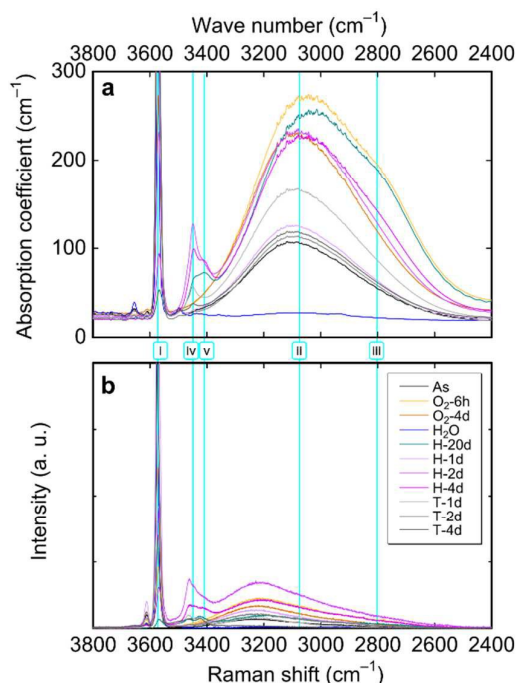 Wave number (cm⁻¹)
3800 3600 3400 3200 3000 2800 2600 2400
a
300
200
100
0
Absorption coefficient (cm⁻¹)
i iv v ii iii
b
As
O₂-6h
O₂-4d
H₂O
H-20d
H-1d
H-2d
H-4d
T-1d
T-2d
T-4d
Intensity (a. u.)
3800 3600 3400 3200 3000 2800 2600 2400
Raman shift (cm⁻¹)